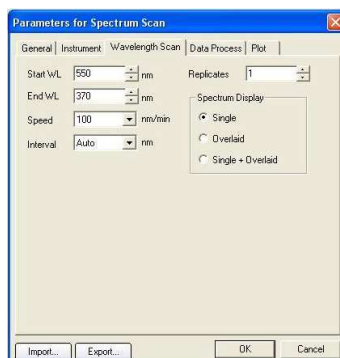 Parameters for Spectrum Scan
General Instrument Wavelength Scan Data Process Plot
Start WL 550 nm Replicates 1
End WL 370 nm Spectrum Display
Speed 100 nm/min Single
Interval Auto nm Overlaid
Single + Overlaid
Import... Export... OK Cancel